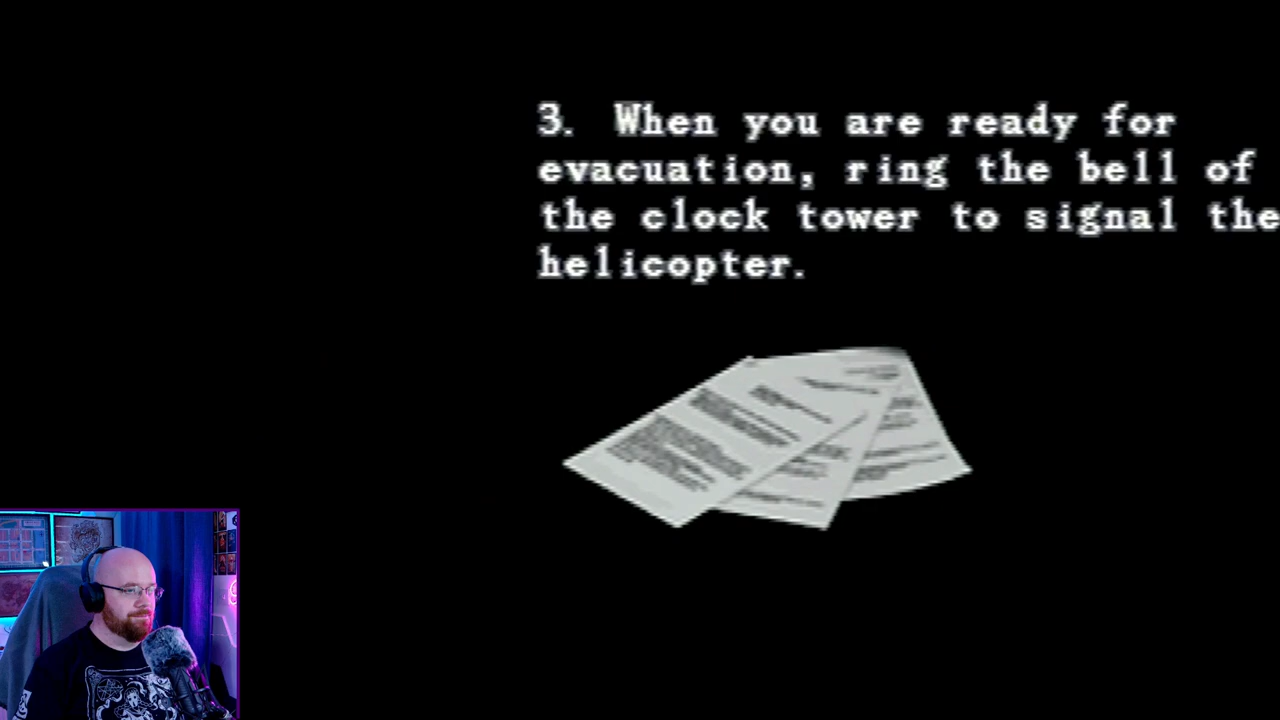 3. When you are ready for
evacuation, ring the bell of
the clock tower to signal the
helicopter.